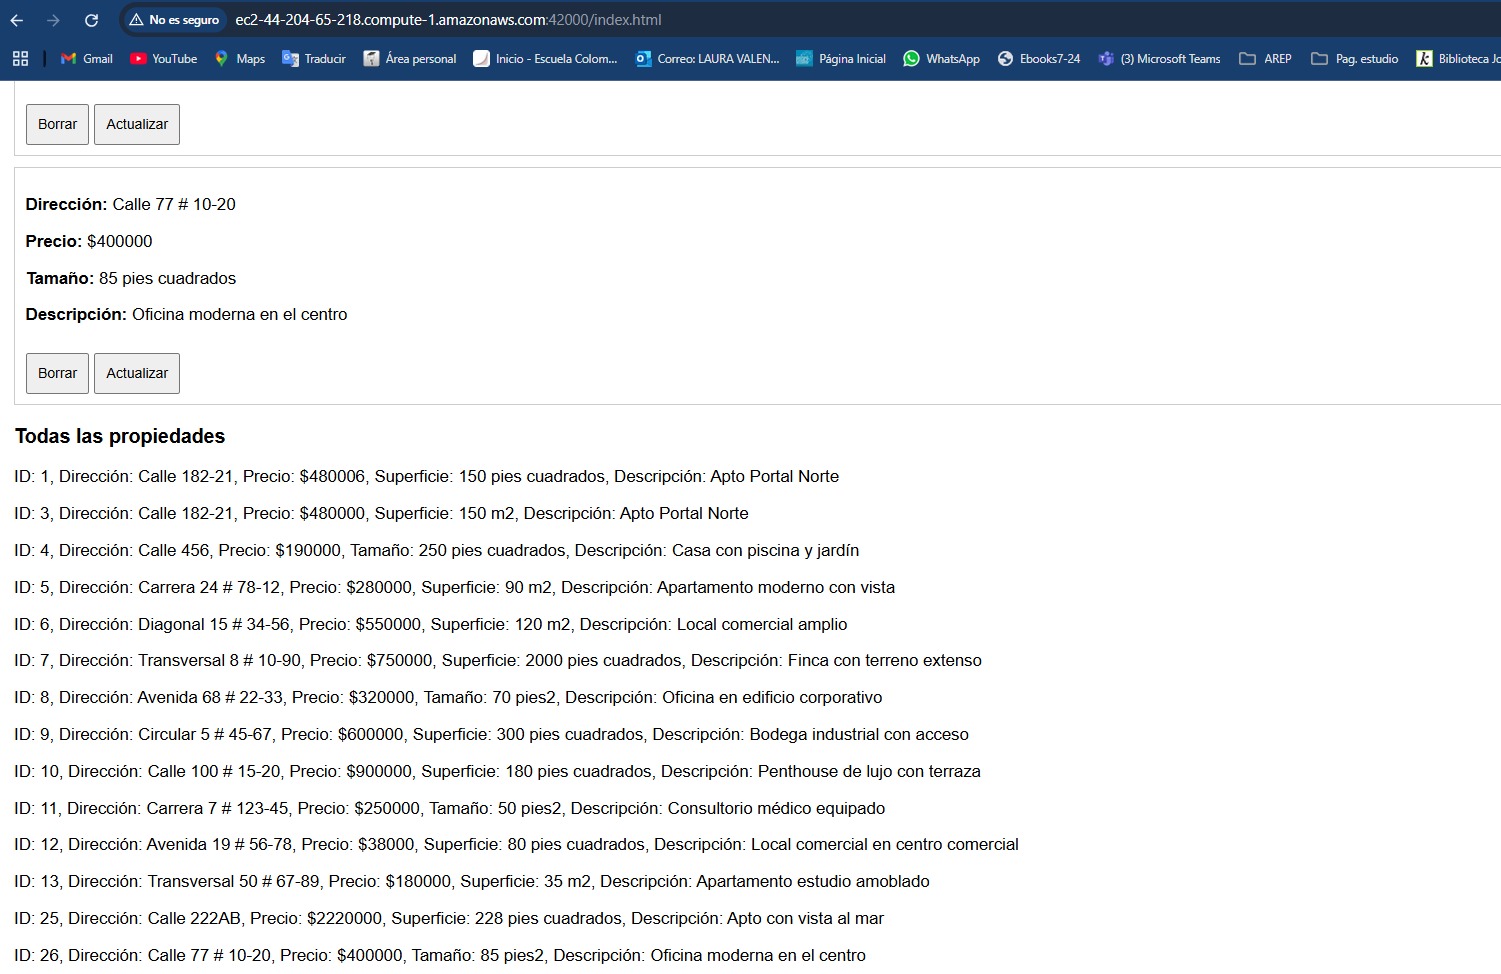 No es seguro ec2-44-204-65-218.compute-1.amazonaws.com:42000/index.html
Gmail YouTube Maps Traducir Área personal Inicio - Escuela Colom... Correo: LAURA VALEN... Página Inicial WhatsApp Ebooks7-24 (3) Microsoft Teams AREP Pag. estudio Biblioteca Jo
Borrar Actualizar
Dirección: Calle 77 # 10-20
Precio: $400000
Tamaño: 85 pies cuadrados
Descripción: Oficina moderna en el centro
Borrar Actualizar
Todas las propiedades
ID: 1, Dirección: Calle 182-21, Precio: $480006, Superficie: 150 pies cuadrados, Descripción: Apto Portal Norte
ID: 3, Dirección: Calle 182-21, Precio: $480000, Superficie: 150 m2, Descripción: Apto Portal Norte
ID: 4, Dirección: Calle 456, Precio: $190000, Tamaño: 250 pies cuadrados, Descripción: Casa con piscina y jardín
ID: 5, Dirección: Carrera 24 # 78-12, Precio: $280000, Superficie: 90 m2, Descripción: Apartamento moderno con vista
ID: 6, Dirección: Diagonal 15 # 34-56, Precio: $550000, Superficie: 120 m2, Descripción: Local comercial amplio
ID: 7, Dirección: Transversal 8 # 10-90, Precio: $750000, Superficie: 2000 pies cuadrados, Descripción: Finca con terreno extenso
ID: 8, Dirección: Avenida 68 # 22-33, Precio: $320000, Tamaño: 70 pies2, Descripción: Oficina en edificio corporativo
ID: 9, Dirección: Circular 5 # 45-67, Precio: $600000, Superficie: 300 pies cuadrados, Descripción: Bodega industrial con acceso
ID: 10, Dirección: Calle 100 # 15-20, Precio: $900000, Superficie: 180 pies cuadrados, Descripción: Penthouse de lujo con terraza
ID: 11, Dirección: Carrera 7 # 123-45, Precio: $250000, Tamaño: 50 pies2, Descripción: Consultorio médico equipado
ID: 12, Dirección: Avenida 19 # 56-78, Precio: $38000, Superficie: 80 pies cuadrados, Descripción: Local comercial en centro comercial
ID: 13, Dirección: Transversal 50 # 67-89, Precio: $180000, Superficie: 35 m2, Descripción: Apartamento estudio amoblado
ID: 25, Dirección: Calle 222AB, Precio: $2220000, Superficie: 228 pies cuadrados, Descripción: Apto con vista al mar
ID: 26, Dirección: Calle 77 # 10-20, Precio: $400000, Tamaño: 85 pies2, Descripción: Oficina moderna en el centro